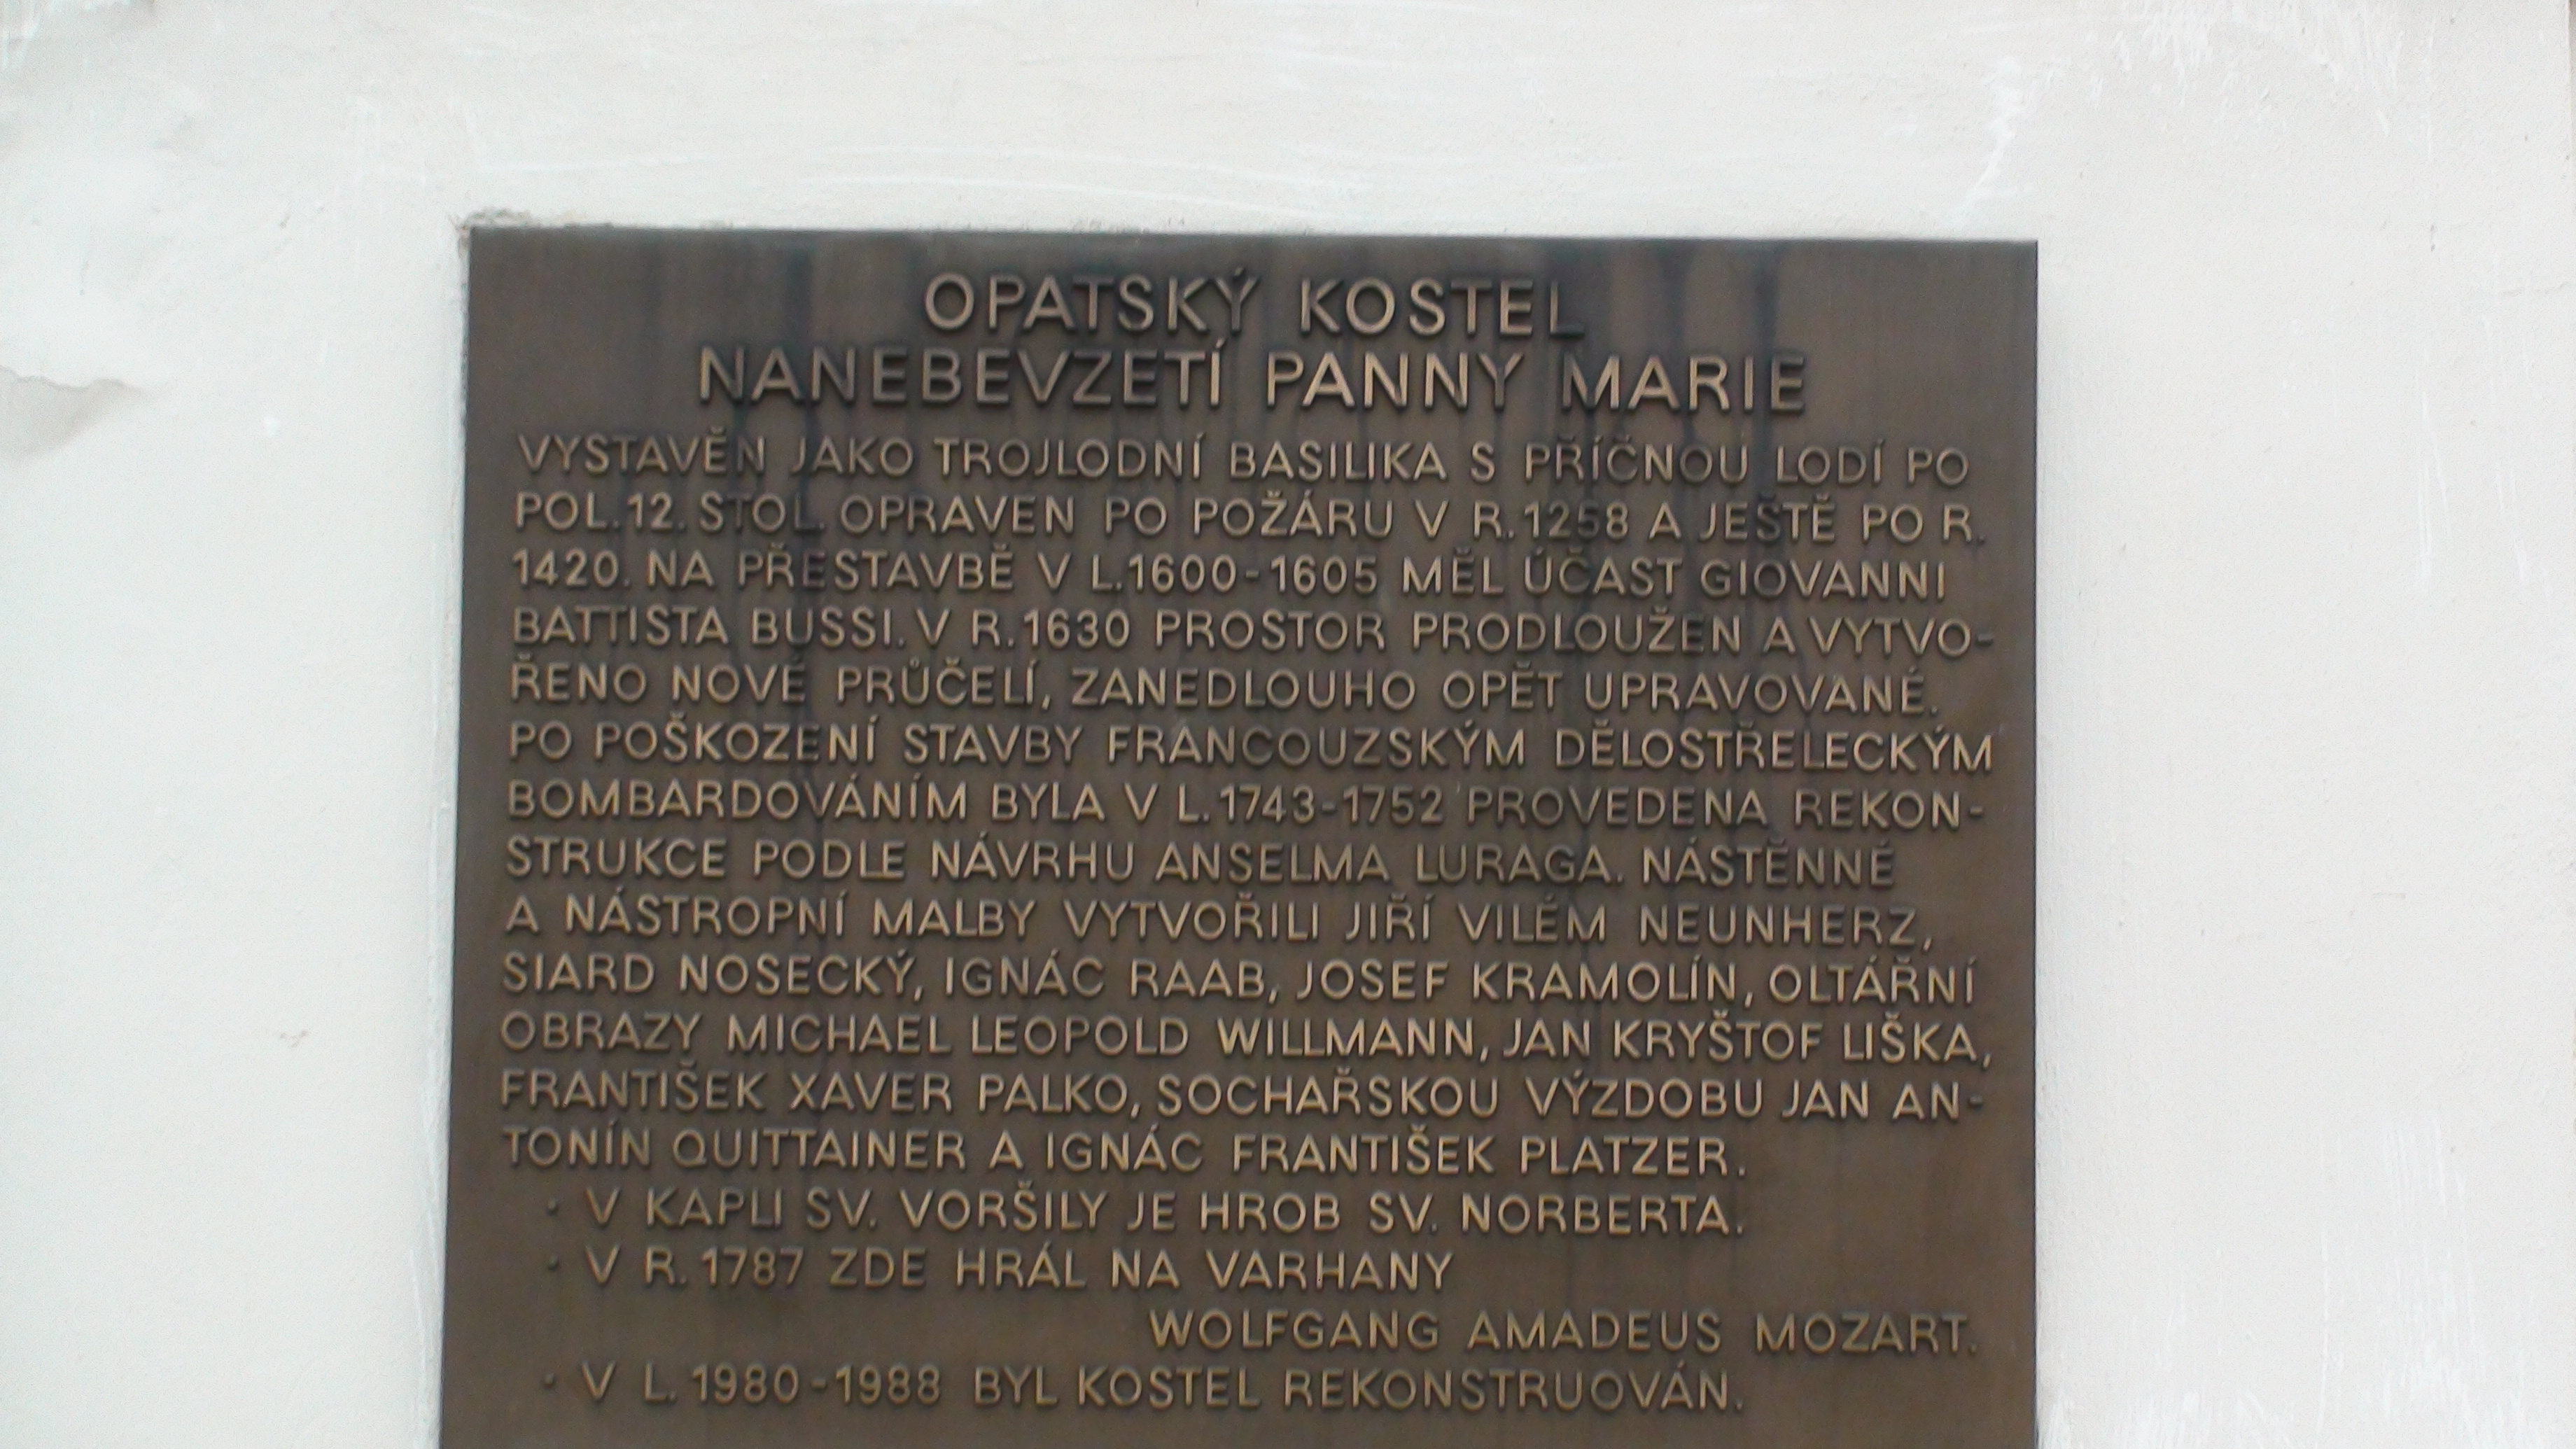 OPATSKÝ KOSTEL
NANEBEVZETÍ PANNY MARIE
VYSTAVĚN JAKO TROJLODNÍ BASILIKA S PŘÍČNOU LODÍ PO
POL. 12. STOL. OPRAVEN PO POŽÁRU V R. 1258 A JEŠTĚ PO R.
1420. NA PŘESTAVBĚ V L. 1600-1605 MĚL ÚČAST GIOVANNI
BATTISTA BUSSI. V R. 1630 PROSTOR PRODLOUŽEN A VYTVO-
ŘENO NOVÉ PRŮČELÍ, ZANEDLOUHO OPĚT UPRAVOVANÉ.
PO POŠKOZENÍ STAVBY FRANCOUZSKÝM DĚLOSTŘELECKÝM
BOMBARDOVÁNÍM BYLA V L. 1743-1752 PROVEDENA REKON-
STRUKCE PODLE NÁVRHU ANSELMA LURAGA. NÁSTĚNNÉ
A NÁSTROPNÍ MALBY VYTVOŘILI JIŘÍ VILÉM NEUNHERZ,
SIARD NOSECKÝ, IGNÁC RAAB, JOSEF KRAMOLÍN, OLTÁŘNÍ
OBRAZY MICHAEL LEOPOLD WILLMANN, JAN KRYŠTOF LIŠKA,
FRANTIŠEK XAVER PALKO, SOCHAŘSKOU VÝZDOBU JAN AN-
TONÍN QUITTAINER A IGNÁC FRANTIŠEK PLATZER.
· V KAPLI SV. VORŠILY JE HROB SV. NORBERTA.
· V R. 1787 ZDE HRÁL NA VARHANY
WOLFGANG AMADEUS MOZART.
· V L. 1980-1988 BYL KOSTEL REKONSTRUOVÁN.